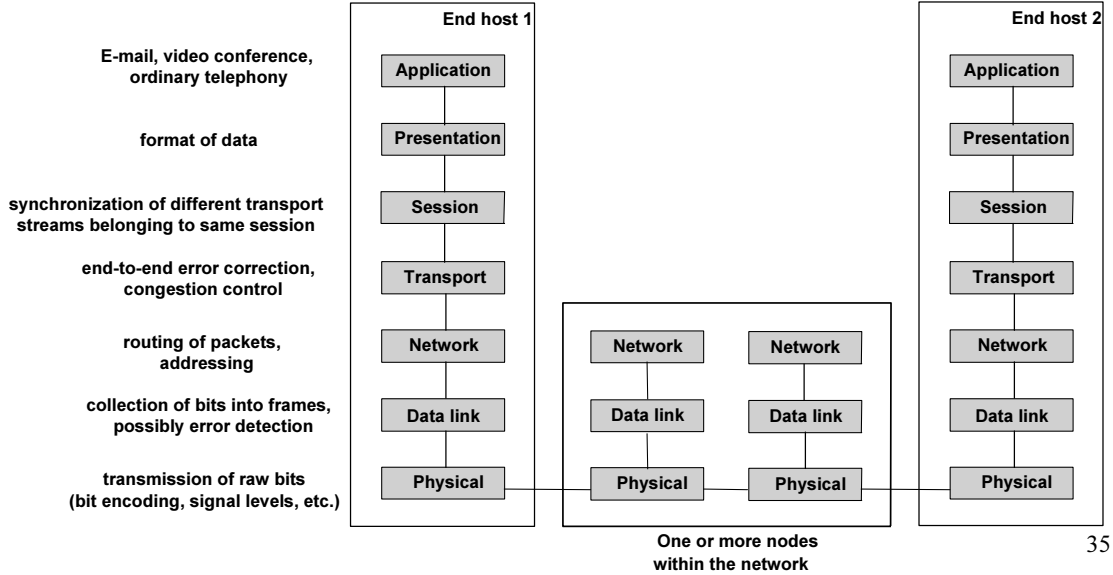 End host 1
End host 2
E-mail, video conference,
ordinary telephony
Application
Application
format of data
Presentation
Presentation
synchronization of different transport
streams belonging to same session
Session
Session
end-to-end error correction,
congestion control
Transport
Transport
routing of packets,
addressing
Network
Network
Network
Network
collection of bits into frames,
possibly error detection
Data link
Data link
Data link
Data link
transmission of raw bits
(bit encoding, signal levels, etc.)
Physical
Physical
Physical
Physical
One or more nodes
within the network
35